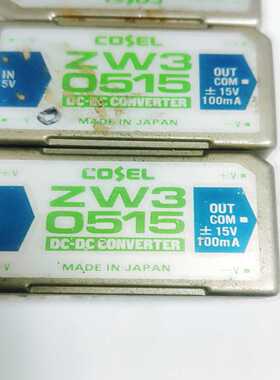 COSEL
IN
5V
ZW3
0515
DC-DC CONVERTER
MADE IN JAPAN
OUT
COM
± 15V
100mA
COSEL
ZW3
0515
DC-DC CONVERTER
MADE IN JAPAN
OUT
COM
± 15V
100mA
+V
-V
+V
-V